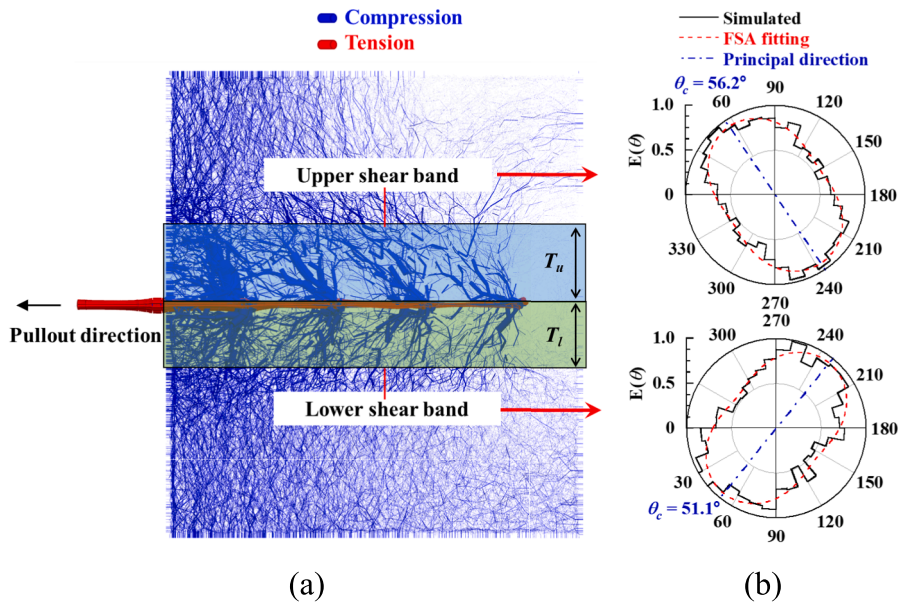 Compression
Tension
Upper shear band
T_u
Pullout direction
T_l
Lower shear band
(a)
Simulated
FSA fitting
Principal direction
θ_c = 56.2°
90
60
120
1.0
150
E(θ)
0.5
0
180
330
210
300
240
270
270
300
240
1.0
210
E(θ)
0.5
0
180
30
150
θ_c = 51.1°
60
120
90
(b)